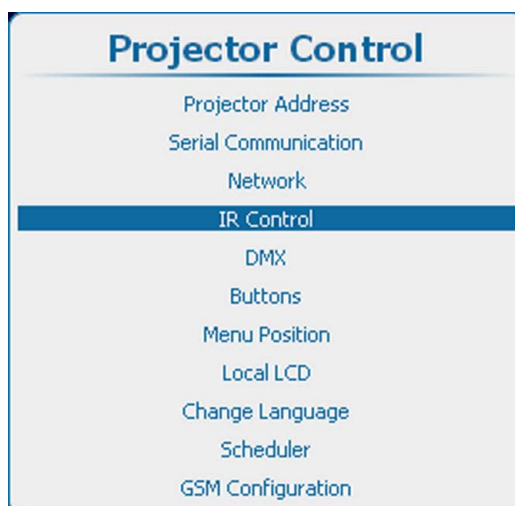 Projector Control
Projector Address
Serial Communication
Network
IR Control
DMX
Buttons
Menu Position
Local LCD
Change Language
Scheduler
GSM Configuration